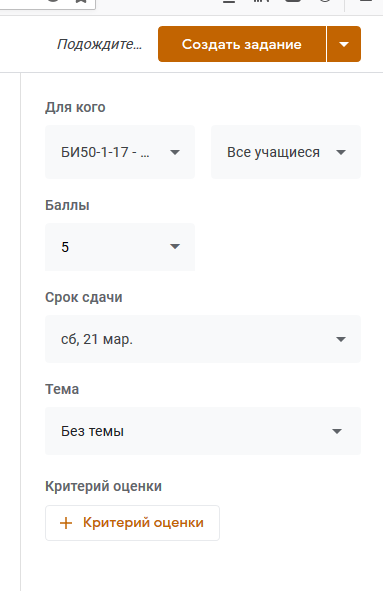 Подождите...
Создать задание
Для кого
БИ50-1-17 - ...
Все учащиеся
Баллы
5
Срок сдачи
сб, 21 мар.
Тема
Без темы
Критерий оценки
+ Критерий оценки